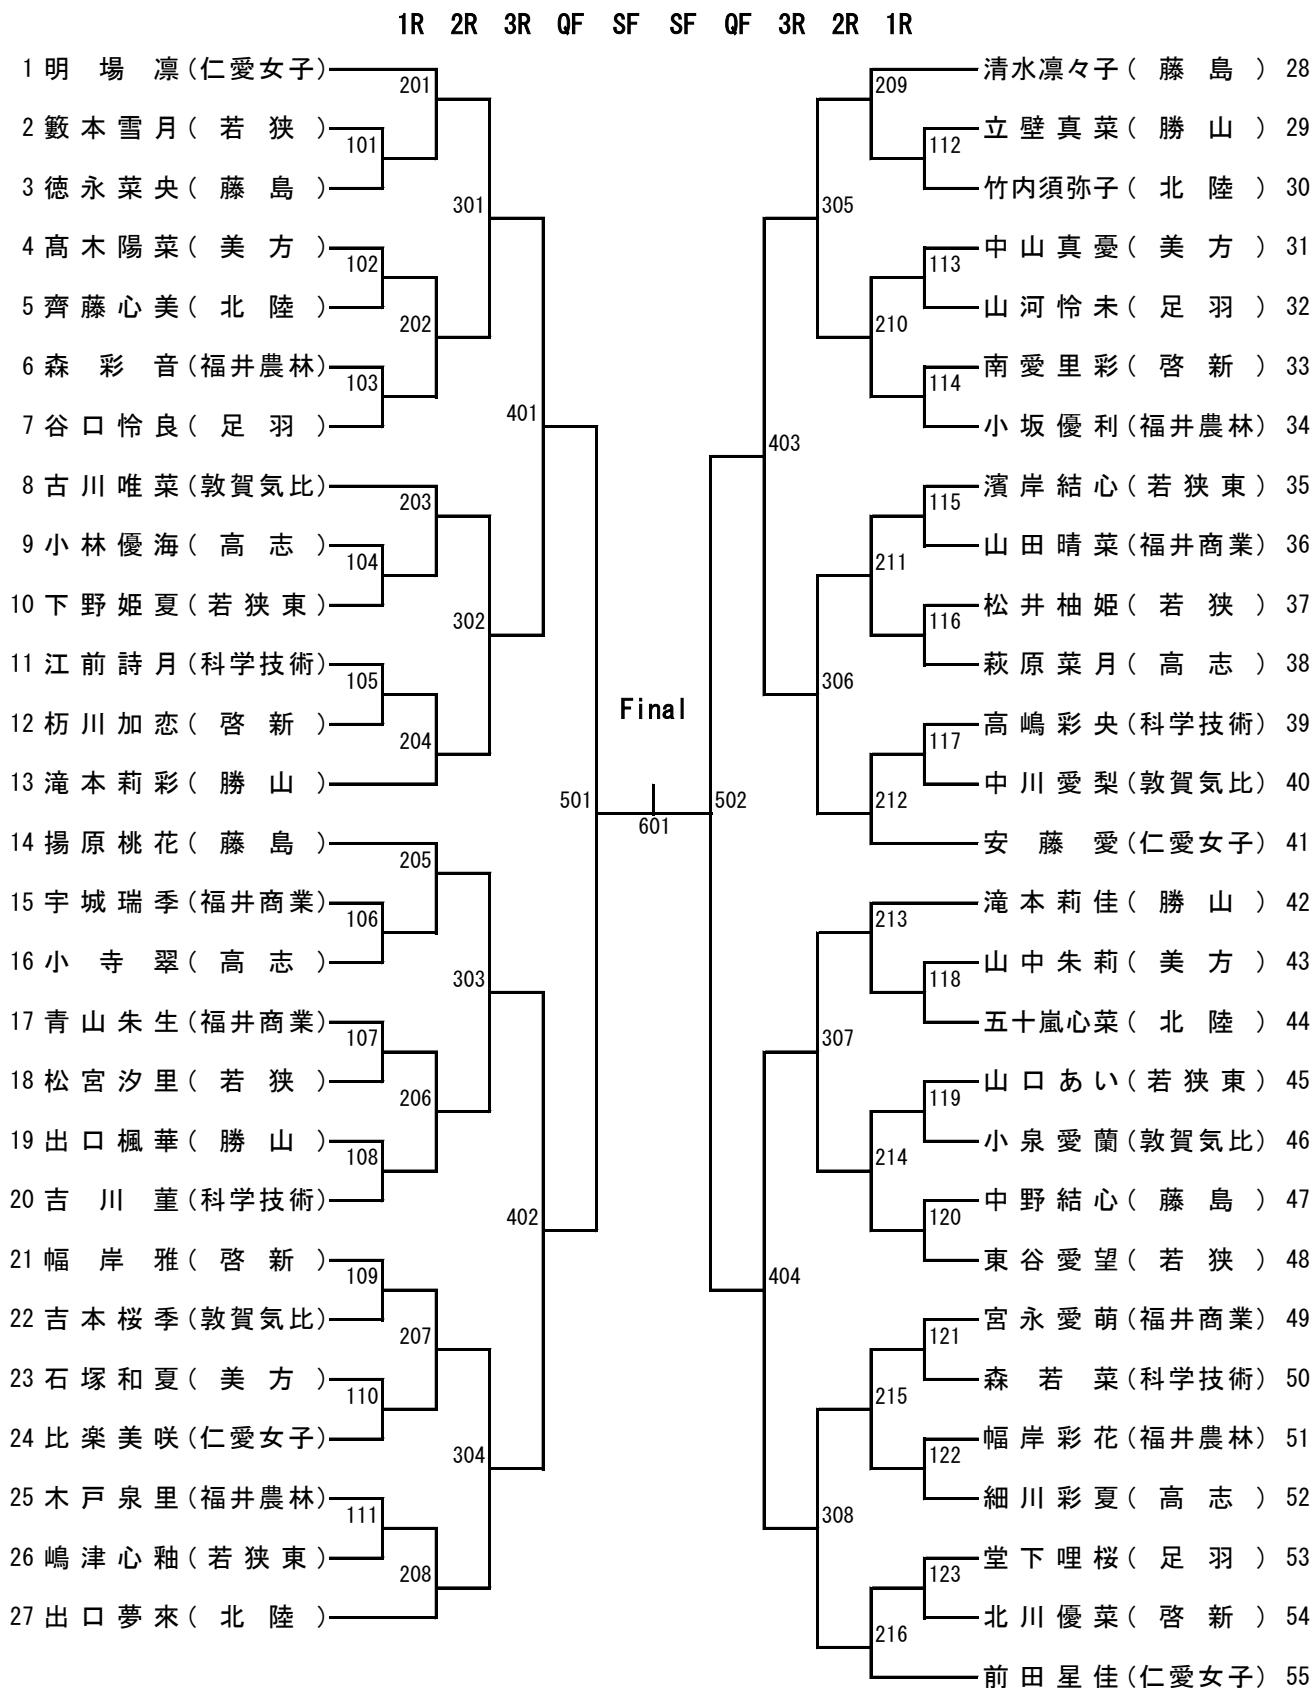 1R 2R 3R QF SF SF QF 3R 2R 1R
1 明場凛(仁愛女子)
2 籔本雪月(若狭)
3 徳永菜央(藤島)
4 髙木陽菜(美方)
5 齊藤心美(北陸)
6 森彩音(福井農林)
7 谷口怜良(足羽)
8 古川唯菜(敦賀気比)
9 小林優海(高志)
10 下野姫夏(若狭東)
11 江前詩月(科学技術)
12 栃川加恋(啓新)
13 滝本莉彩(勝山)
14 揚原桃花(藤島)
15 宇城瑞季(福井商業)
16 小寺翠(高志)
17 青山朱生(福井商業)
18 松宮汐里(若狭)
19 出口楓華(勝山)
20 吉川菫(科学技術)
21 幅岸雅(啓新)
22 吉本桜季(敦賀気比)
23 石塚和夏(美方)
24 比楽美咲(仁愛女子)
25 木戸泉里(福井農林)
26 嶋津心釉(若狭東)
27 出口夢來(北陸)
101
102
103
104
105
106
107
108
109
110
111
201
202
203
204
205
206
207
208
301
302
303
304
401
402
501
Final
601
502
403
404
305
306
307
308
209
210
211
212
213
214
215
216
112
113
114
115
116
117
118
119
120
121
122
123
清水凛々子(藤島) 28
立壁真菜(勝山) 29
竹内須弥子(北陸) 30
中山真憂(美方) 31
山河怜未(足羽) 32
南愛里彩(啓新) 33
小坂優利(福井農林) 34
濱岸結心(若狭東) 35
山田晴菜(福井商業) 36
松井柚姫(若狭) 37
萩原菜月(高志) 38
高嶋彩央(科学技術) 39
中川愛梨(敦賀気比) 40
安藤愛(仁愛女子) 41
滝本莉佳(勝山) 42
山中朱莉(美方) 43
五十嵐心菜(北陸) 44
山口あい(若狭東) 45
小泉愛蘭(敦賀気比) 46
中野結心(藤島) 47
東谷愛望(若狭) 48
宮永愛萌(福井商業) 49
森若菜(科学技術) 50
幅岸彩花(福井農林) 51
細川彩夏(高志) 52
堂下哩桜(足羽) 53
北川優菜(啓新) 54
前田星佳(仁愛女子) 55